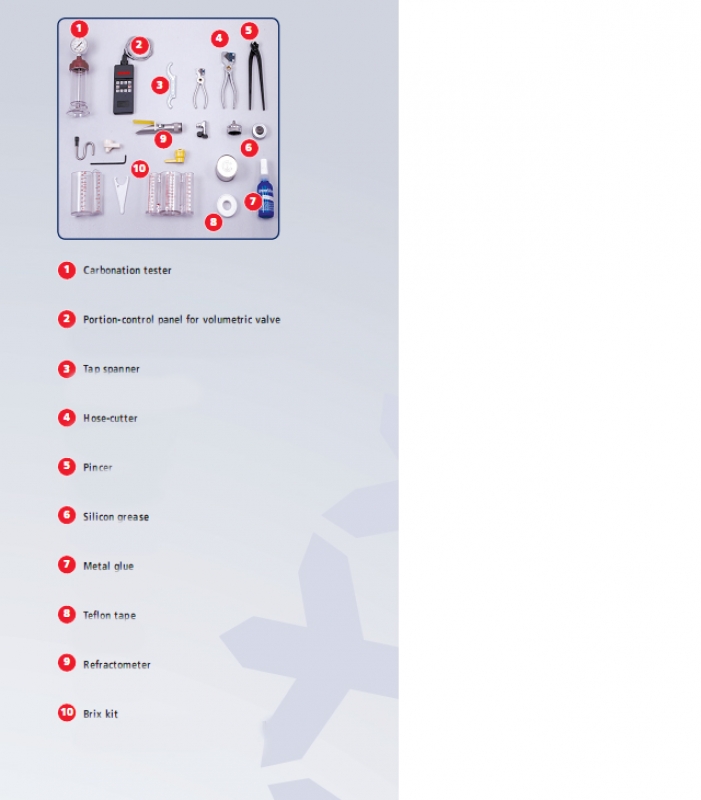 1
2
3
4
5
6
7
8
9
10
1 Carbonation tester
2 Portion-control panel for volumetric valve
3 Tap spanner
4 Hose-cutter
5 Pincer
6 Silicon grease
7 Metal glue
8 Teflon tape
9 Refractometer
10 Brix kit